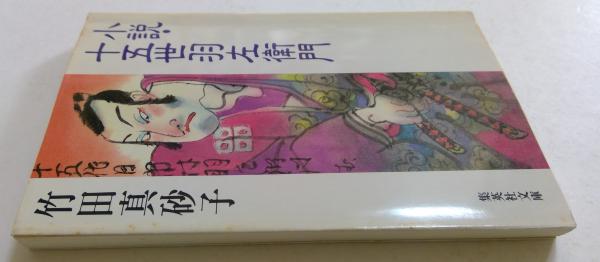 小説・
十五世羽左衛門
竹田真砂子
集英社文庫